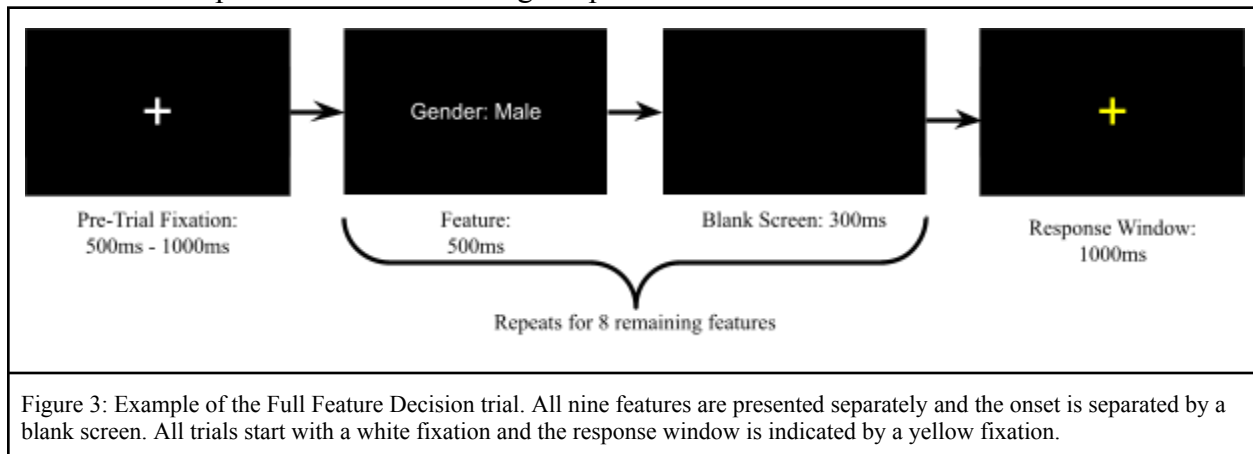 +
Gender: Male
+
Pre-Trial Fixation:
500ms - 1000ms
Feature:
500ms
Blank Screen: 300ms
Response Window:
1000ms
Repeats for 8 remaining features
Figure 3: Example of the Full Feature Decision trial. All nine features are presented separately and the onset is separated by a
blank screen. All trials start with a white fixation and the response window is indicated by a yellow fixation.